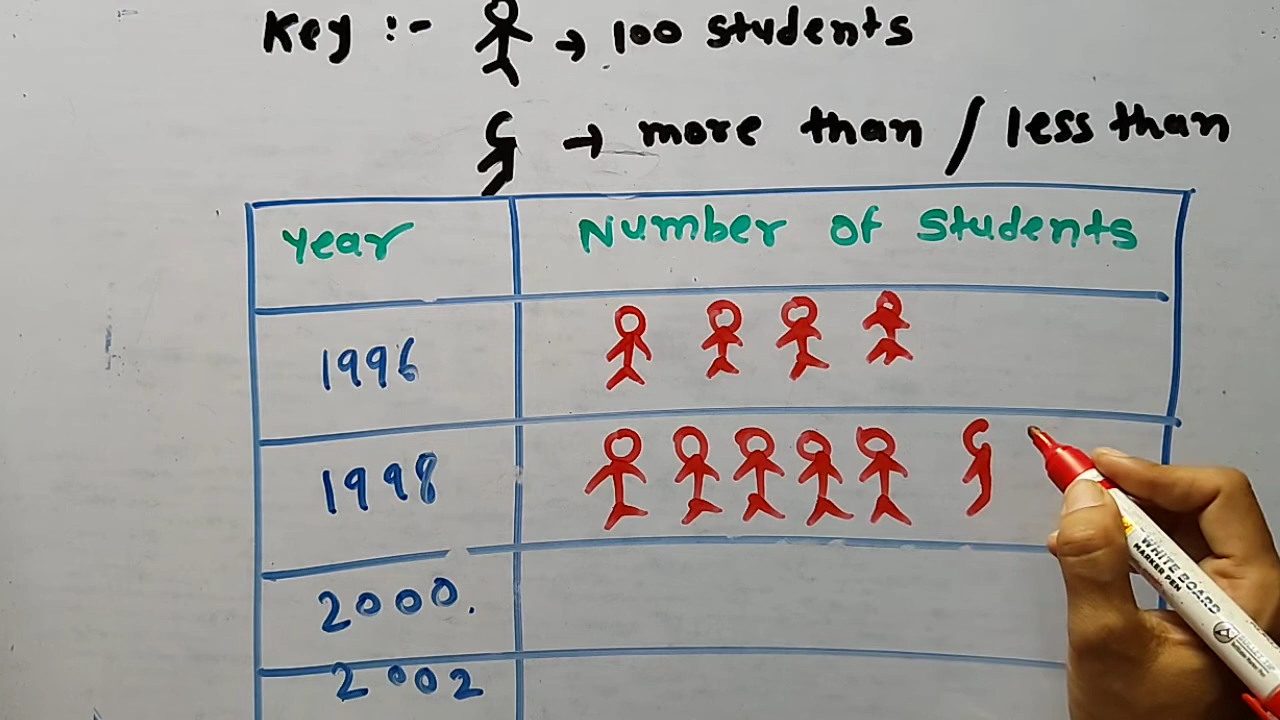 Key :- → 100 students
→ more than / less than
Year Number of students
1996
1998
2000.
2002
WHITE BOARD
MARKER PEN